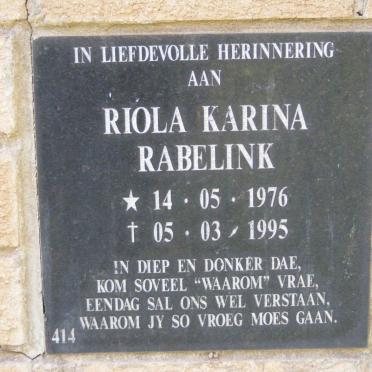 IN LIEFDEVOLLE HERINNERING
AAN
RIOLA KARINA
RABELINK
★ 14 · 05 · 1976
† 05 · 03 · 1995
IN DIEP EN DONKER DAE,
KOM SOVEEL "WAAROM" VRAE,
EENDAG SAL ONS WEL VERSTAAN,
WAAROM JY SO VROEG MOES GAAN.
414